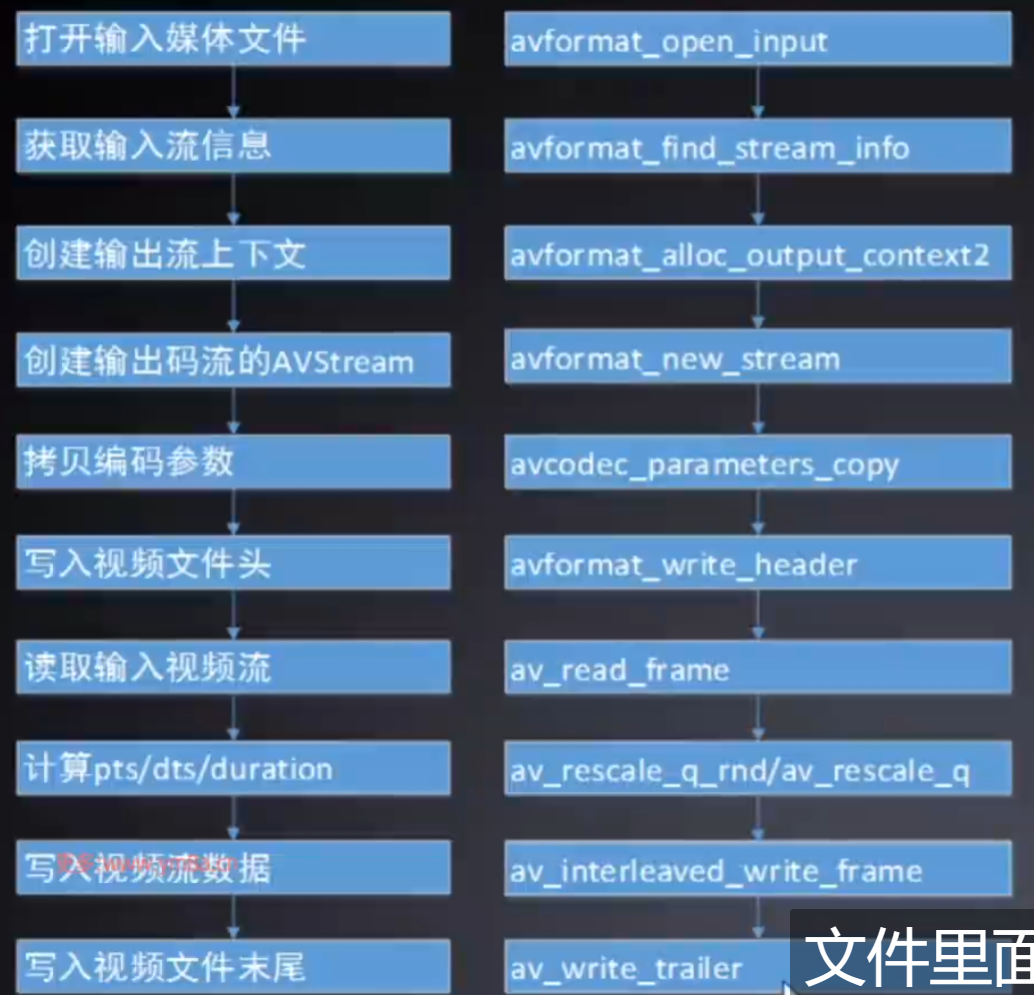 打开输入媒体文件
avformat_open_input
获取输入流信息
avformat_find_stream_info
创建输出流上下文
avformat_alloc_output_context2
创建输出码流的AVStream
avformat_new_stream
拷贝编码参数
avcodec_parameters_copy
写入视频文件头
avformat_write_header
读取输入视频流
av_read_frame
计算pts/dts/duration
av_rescale_q_rnd/av_rescale_q
写入视频流数据
av_interleaved_write_frame
写入视频文件末尾
av_write_trailer
文件里面